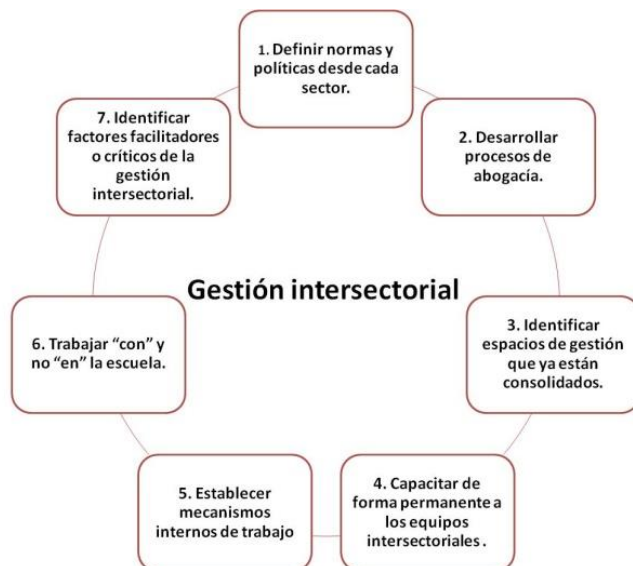 1. Definir normas y
políticas desde cada
sector.
2. Desarrollar
procesos de
abogacía.
3. Identificar
espacios de gestión
que ya están
consolidados.
4. Capacitar de
forma permanente a
los equipos
intersectoriales .
5. Establecer
mecanismos
internos de trabajo
6. Trabajar “con” y
no “en” la escuela.
7. Identificar
factores facilitadores
o críticos de la
gestión
intersectorial.
Gestión intersectorial